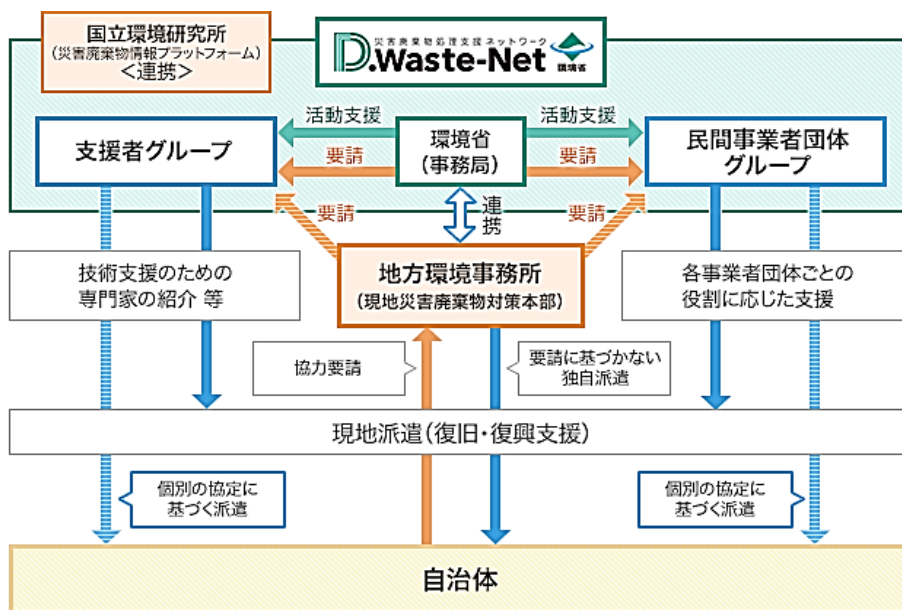 国立環境研究所
(災害廃棄物情報プラットフォーム)
<連携>
災害廃棄物処理支援ネットワーク
D.Waste-Net
環境省
活動支援
活動支援
支援者グループ
環境省
(事務局)
民間事業者団体
グループ
要請
要請
要請
連携
要請
技術支援のための
専門家の紹介 等
地方環境事務所
(現地災害廃棄物対策本部)
各事業者団体ごとの
役割に応じた支援
協力要請
要請に基づかない
独自派遣
現地派遣(復旧・復興支援)
個別の協定に
基づく派遣
個別の協定に
基づく派遣
自治体